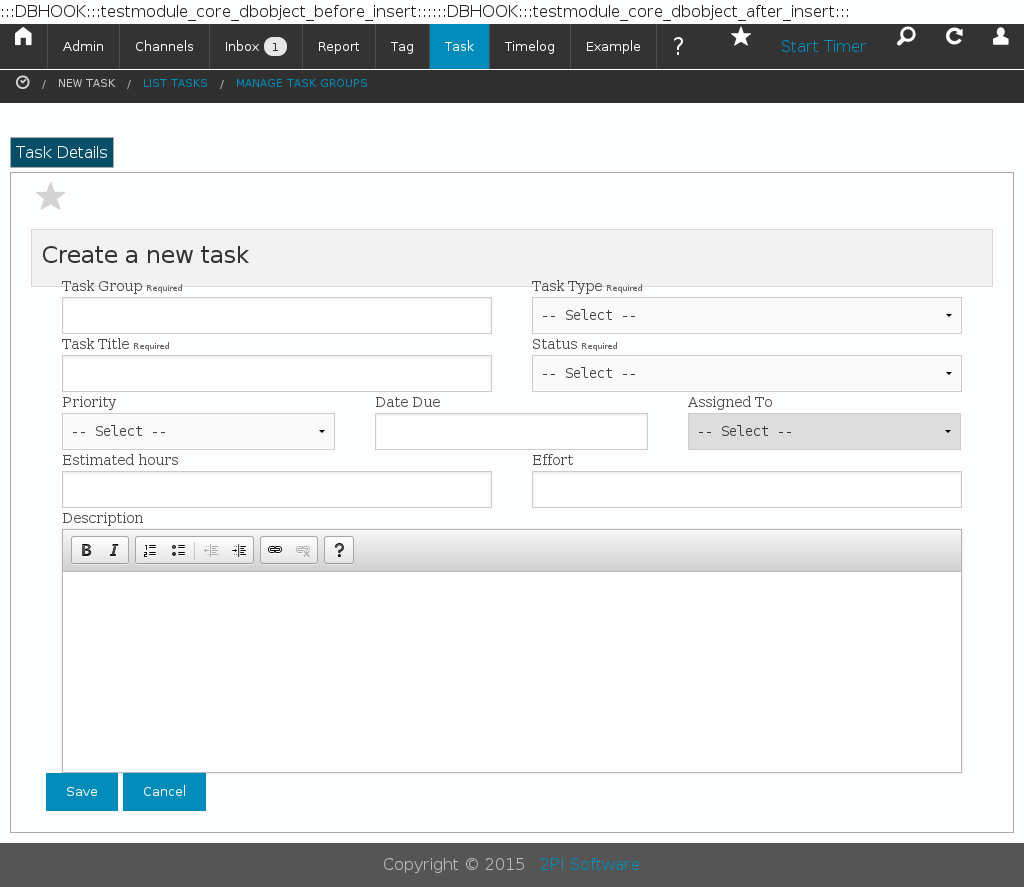 :::DBHOOK:::testmodule_core_dbobject_before_insert::::::DBHOOK:::testmodule_core_dbobject_after_insert:::
Admin Channels Inbox 1 Report Tag Task Timelog Example ? Start Timer
/ NEW TASK / LIST TASKS / MANAGE TASK GROUPS
Task Details
Create a new task
Task Group Required Task Type Required
-- Select --
Task Title Required Status Required
-- Select --
Priority Date Due Assigned To
-- Select -- -- Select --
Estimated hours Effort
Description
B I ?
Save Cancel
Copyright © 2015 2PI Software